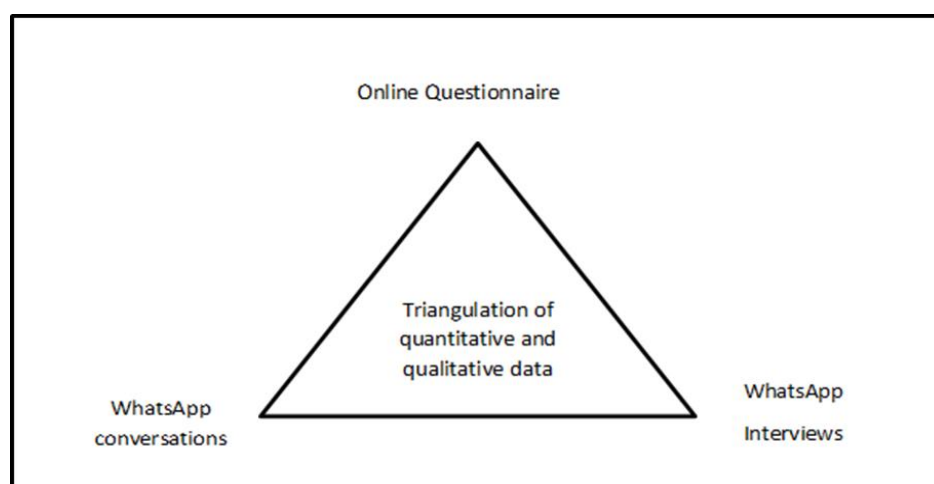 Online Questionnaire
Triangulation of
quantitative and
qualitative data
WhatsApp
conversations
WhatsApp
Interviews